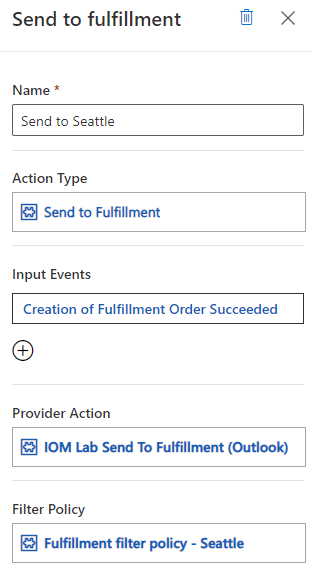 Send to fulfillment
Name *
Send to Seattle
Action Type
Send to Fulfillment
Input Events
Creation of Fulfillment Order Succeeded
Provider Action
IOM Lab Send To Fulfillment (Outlook)
Filter Policy
Fulfillment filter policy - Seattle